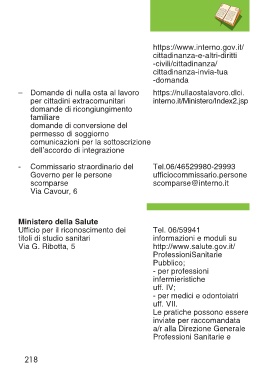 https://www.interno.gov.it/
cittadinanza-e-altri-diritti
-civili/cittadinanza/
cittadinanza-invia-tua
-domanda
– Domande di nulla osta al lavoro
per cittadini extracomunitari
domande di ricongiungimento
familiare
domande di conversione del
permesso di soggiorno
comunicazioni per la sottoscrizione
dell'accordo di integrazione
https://nullaostalavoro.dlci.
interno.it/Ministero/Index2.jsp
- Commissario straordinario del
Governo per le persone
scomparse
Via Cavour, 6
Tel.06/46529980-29993
ufficiocommissario.persone
scomparse@interno.it
Ministero della Salute
Ufficio per il riconoscimento dei
titoli di studio sanitari
Via G. Ribotta, 5
Tel. 06/59941
informazioni e moduli su
http://www.salute.gov.it/
ProfessioniSanitarie
Pubblico;
- per professioni
infermieristiche
uff. IV;
- per medici e odontoiatri
uff. VII.
Le pratiche possono essere
inviate per raccomandata
a/r alla Direzione Generale
Professioni Sanitarie e
218